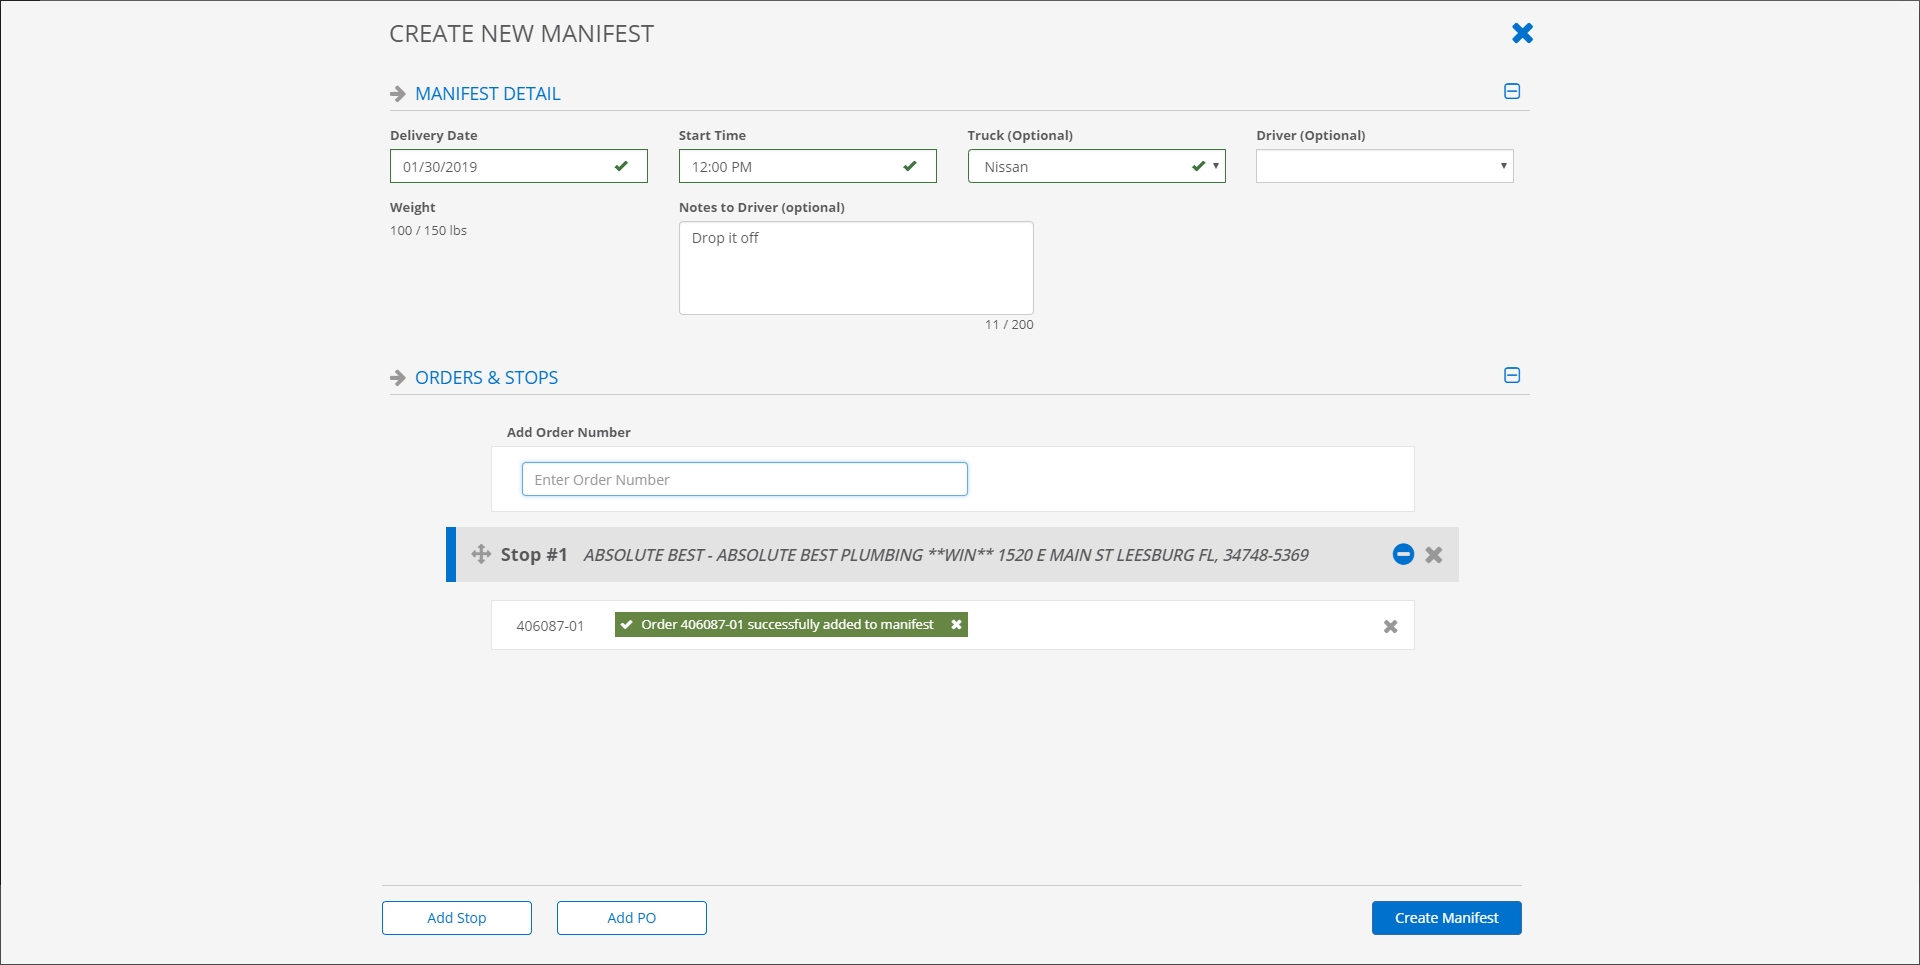 CREATE NEW MANIFEST
MANIFEST DETAIL
Delivery Date
Start Time
Truck (Optional)
Driver (Optional)
01/30/2019
12:00 PM
Nissan
Weight
Notes to Driver (optional)
100 / 150 lbs
Drop it off
11 / 200
ORDERS & STOPS
Add Order Number
Enter Order Number
Stop #1 ABSOLUTE BEST - ABSOLUTE BEST PLUMBING **WIN** 1520 E MAIN ST LEESBURG FL, 34748-5369
406087-01
Order 406087-01 successfully added to manifest
Add Stop
Add PO
Create Manifest